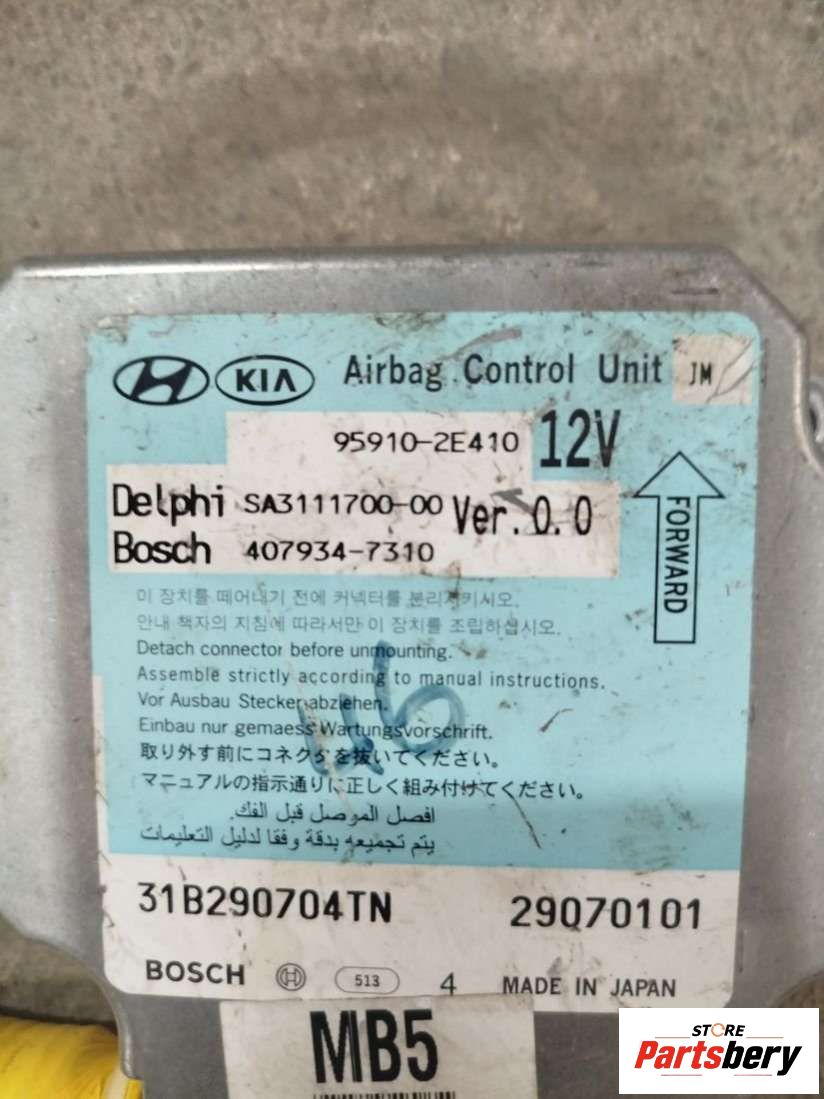 KIA Airbag Control Unit JM
95910-2E410 12V
Delphi SA3111700-00 Ver.0.0
Bosch 407934-7310
FORWARD
이 장치를 떼어내기 전에 커넥터를 분리시키시오.
안내 책자의 지침에 따라서만 이 장치를 조립하십시오.
Detach connector before unmounting.
Assemble strictly according to manual instructions.
Vor Ausbau Stecker abziehen.
Einbau nur gemaess Wartungsvorschrift.
取り外す前にコネクタを抜いてください。
マニュアルの指示通りに正しく組み付けてください。
افصل الموصل قبل الفك.
يتم تجميعه بدقة وفقا لدليل التعليمات
46
31B290704TN 29070101
BOSCH 513 4 MADE IN JAPAN
MB5
STORE
Partsbery